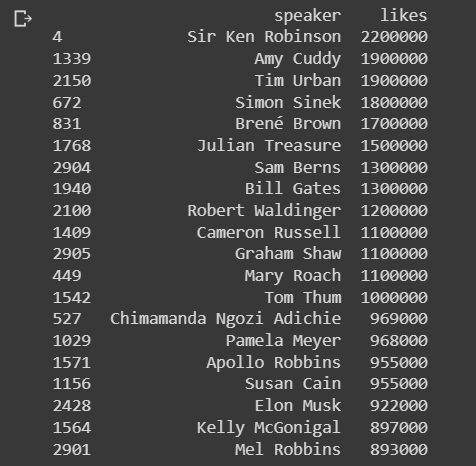 speaker likes
4 Sir Ken Robinson 2200000
1339 Amy Cuddy 1900000
2150 Tim Urban 1900000
672 Simon Sinek 1800000
831 Brené Brown 1700000
1768 Julian Treasure 1500000
2904 Sam Berns 1300000
1940 Bill Gates 1300000
2100 Robert Waldinger 1200000
1409 Cameron Russell 1100000
2905 Graham Shaw 1100000
449 Mary Roach 1100000
1542 Tom Thum 1000000
527 Chimamanda Ngozi Adichie 969000
1029 Pamela Meyer 968000
1571 Apollo Robbins 955000
1156 Susan Cain 955000
2428 Elon Musk 922000
1564 Kelly McGonigal 897000
2901 Mel Robbins 893000